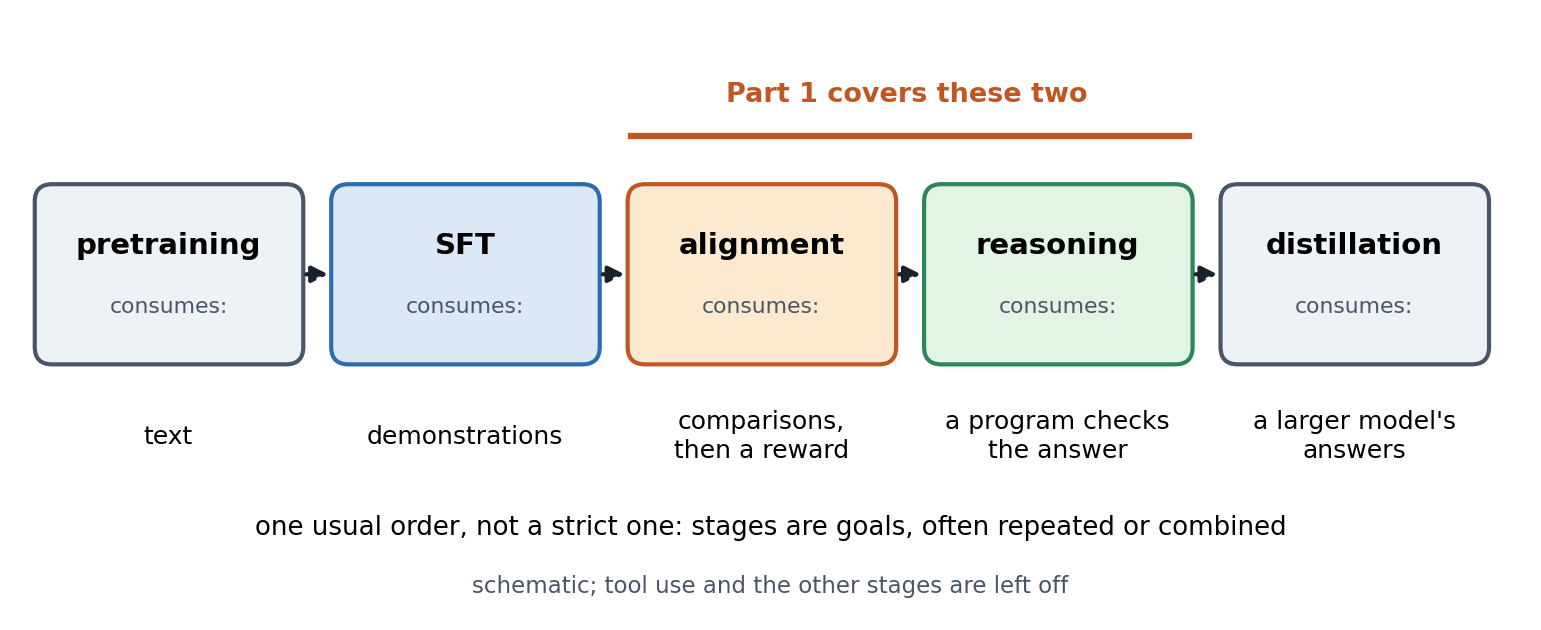 Part 1 covers these two
pretraining
consumes:
text
SFT
consumes:
demonstrations
alignment
consumes:
comparisons,
then a reward
reasoning
consumes:
a program checks
the answer
distillation
consumes:
a larger model's
answers
one usual order, not a strict one: stages are goals, often repeated or combined
schematic; tool use and the other stages are left off